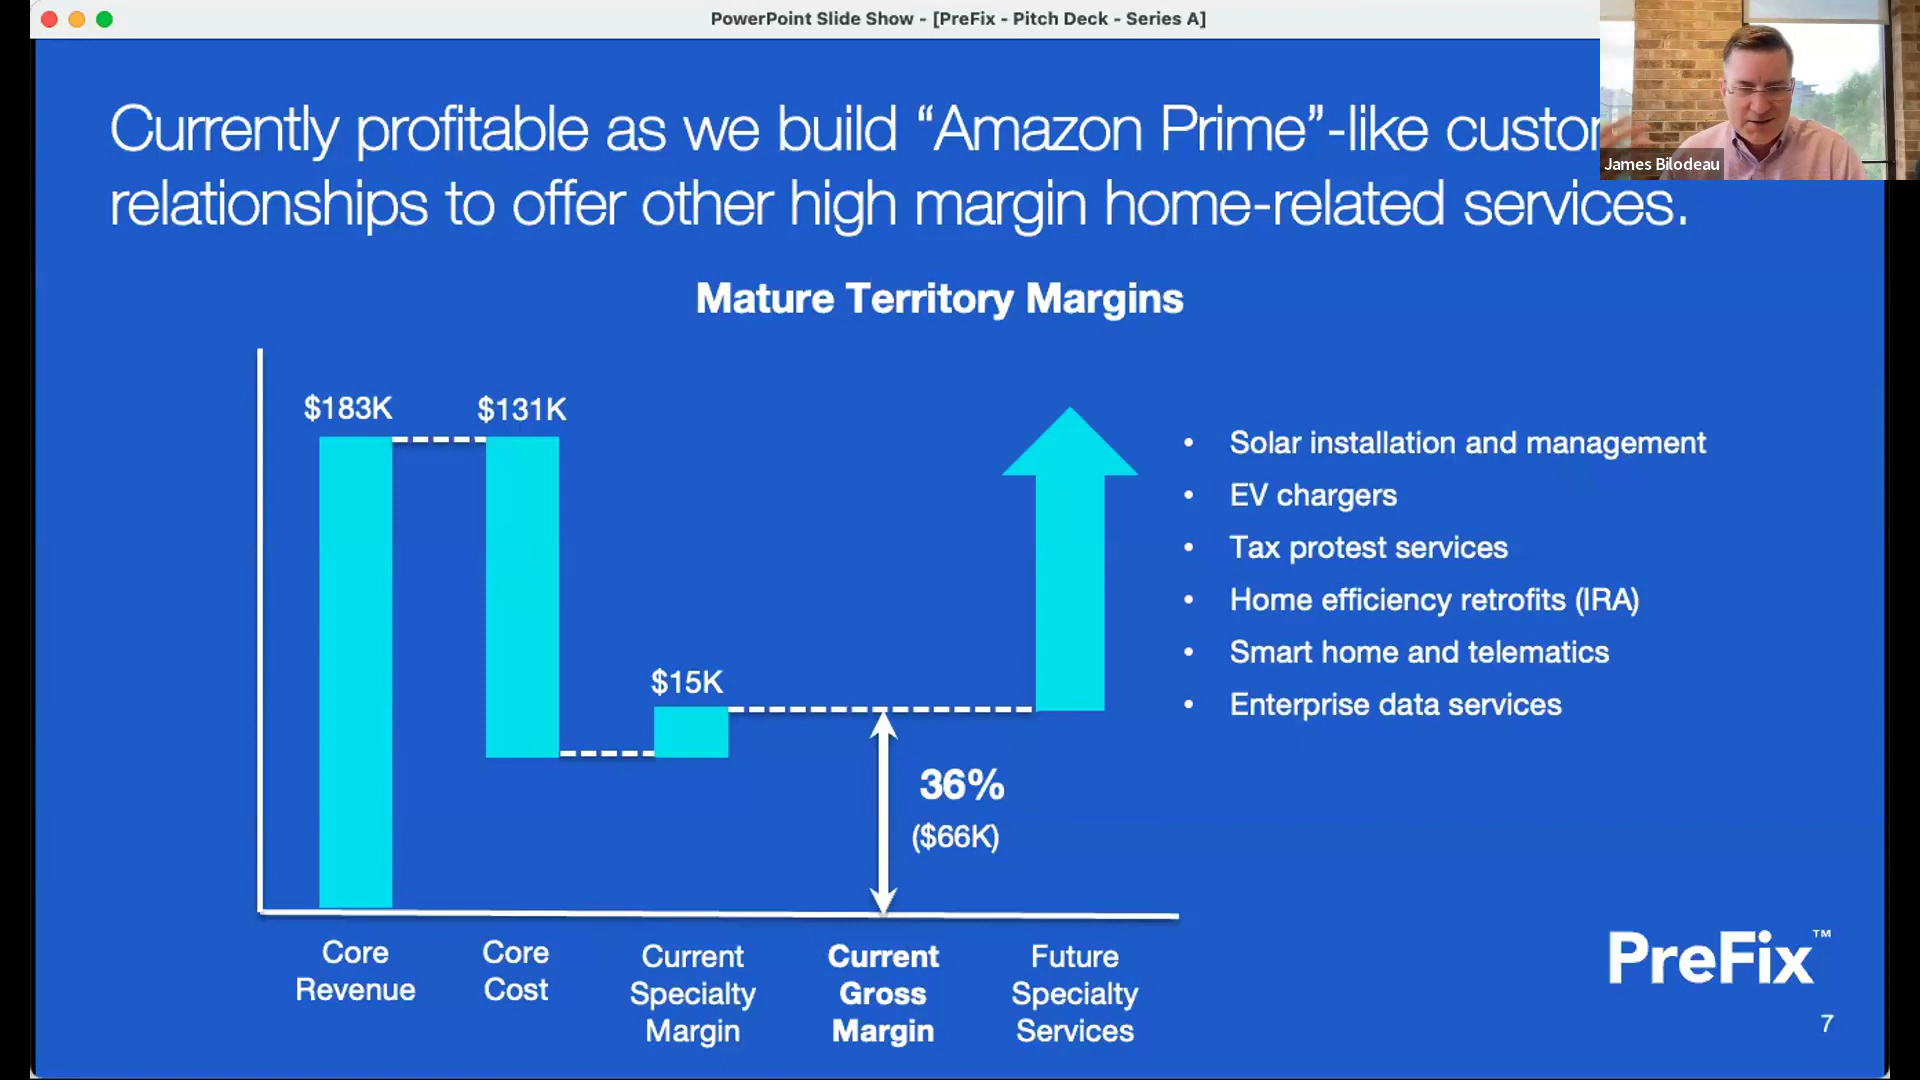 PowerPoint Slide Show - [PreFix - Pitch Deck - Series A]
James Bilodeau
Currently profitable as we build “Amazon Prime”-like custom
relationships to offer other high margin home-related services.
Mature Territory Margins
$183K
$131K
$15K
36%
($66K)
Core
Revenue
Core
Cost
Current
Specialty
Margin
Current
Gross
Margin
Future
Specialty
Services
• Solar installation and management
• EV chargers
• Tax protest services
• Home efficiency retrofits (IRA)
• Smart home and telematics
• Enterprise data services
PreFix™
7